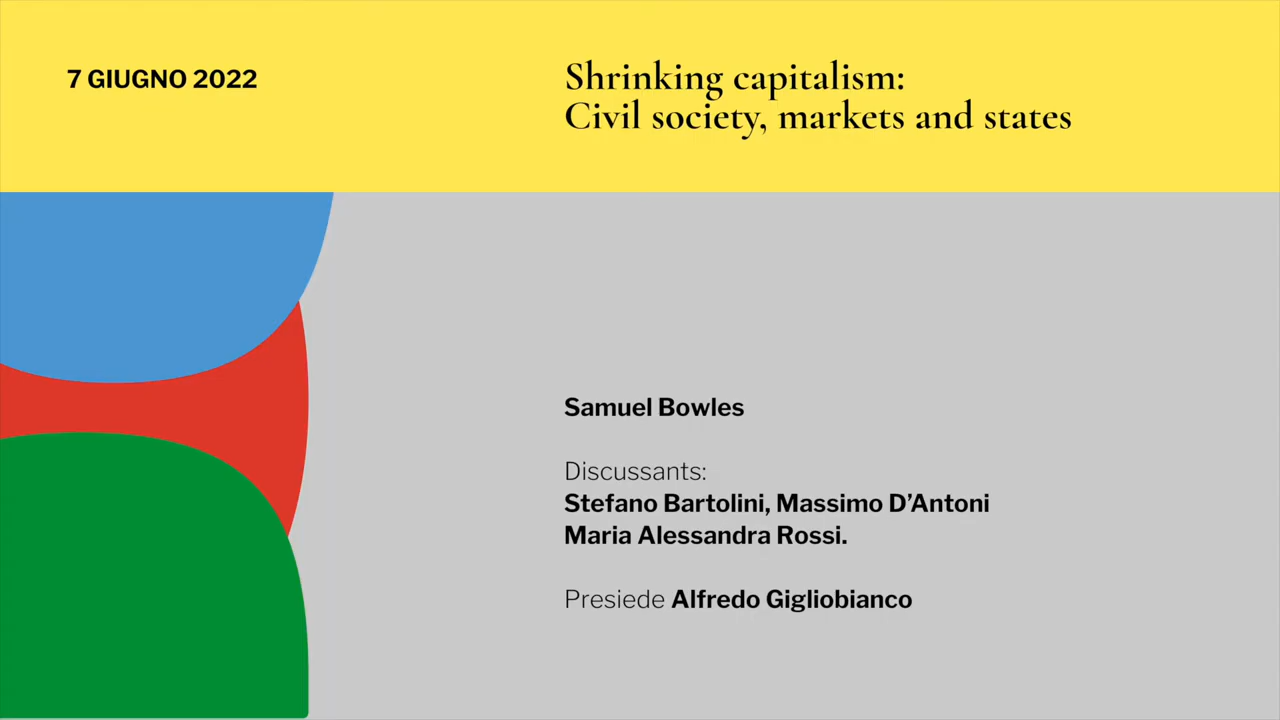 7 GIUGNO 2022
Shrinking capitalism:
Civil society, markets and states
Samuel Bowles
Discussants:
Stefano Bartolini, Massimo D’Antoni
Maria Alessandra Rossi.
Presiede Alfredo Gigliobianco